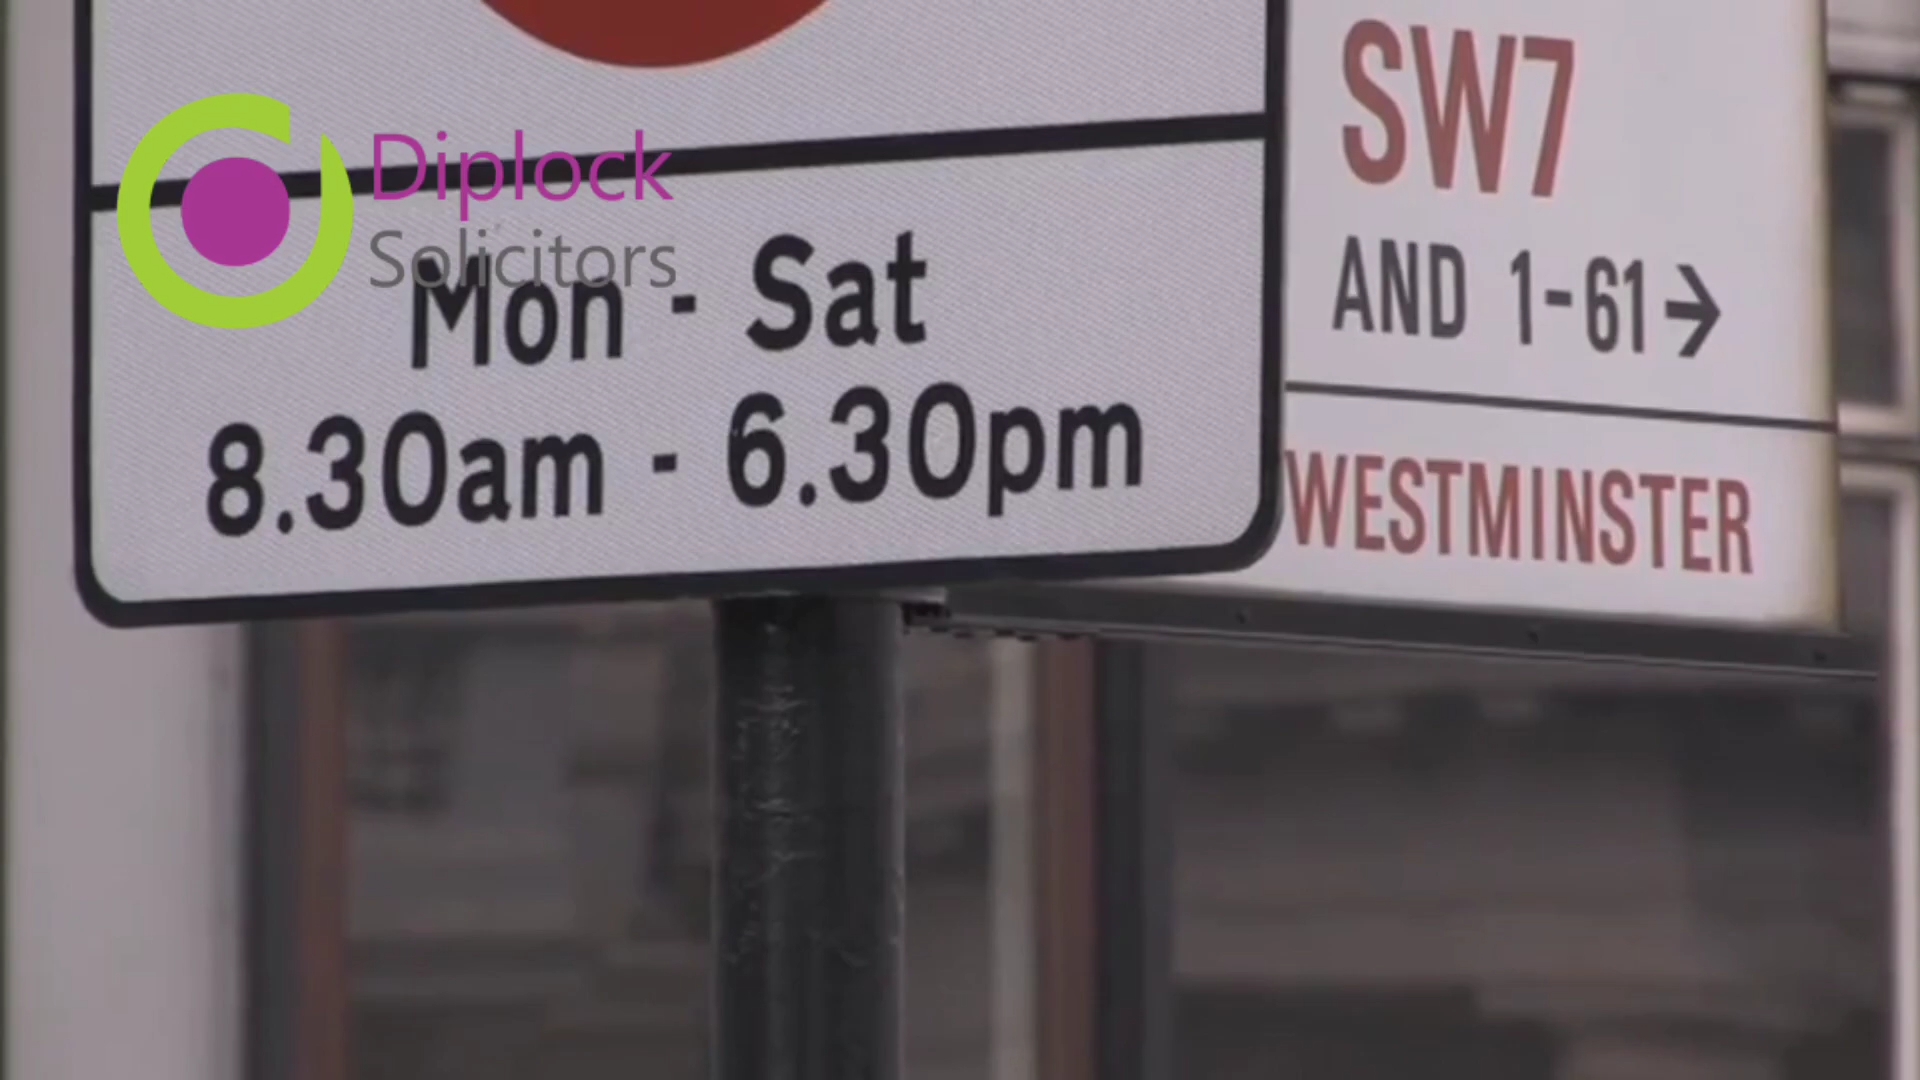 Diplock
Solicitors
Mon - Sat
8.30am - 6.30pm
SW7
AND 1-61→
WESTMINSTER